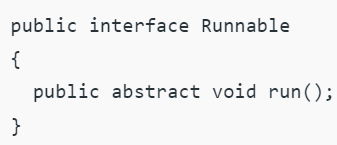 public interface Runnable
{
  public abstract void run();
}